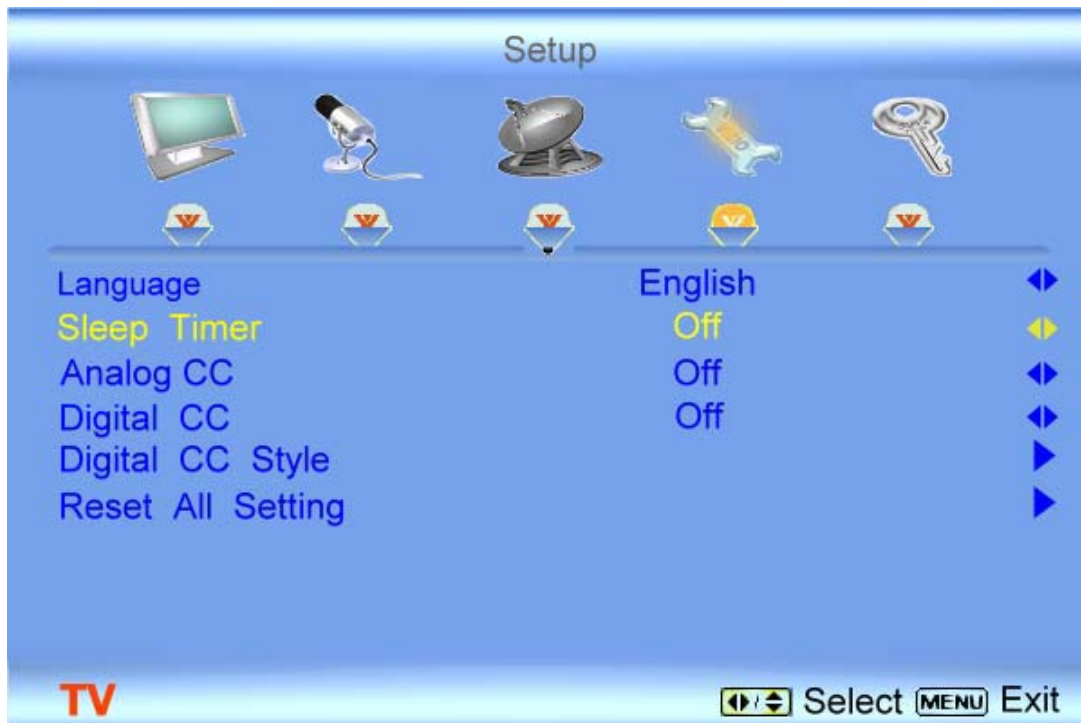 Setup
Language English
Sleep Timer Off
Analog CC Off
Digital CC Off
Digital CC Style
Reset All Setting
TV Select MENU Exit